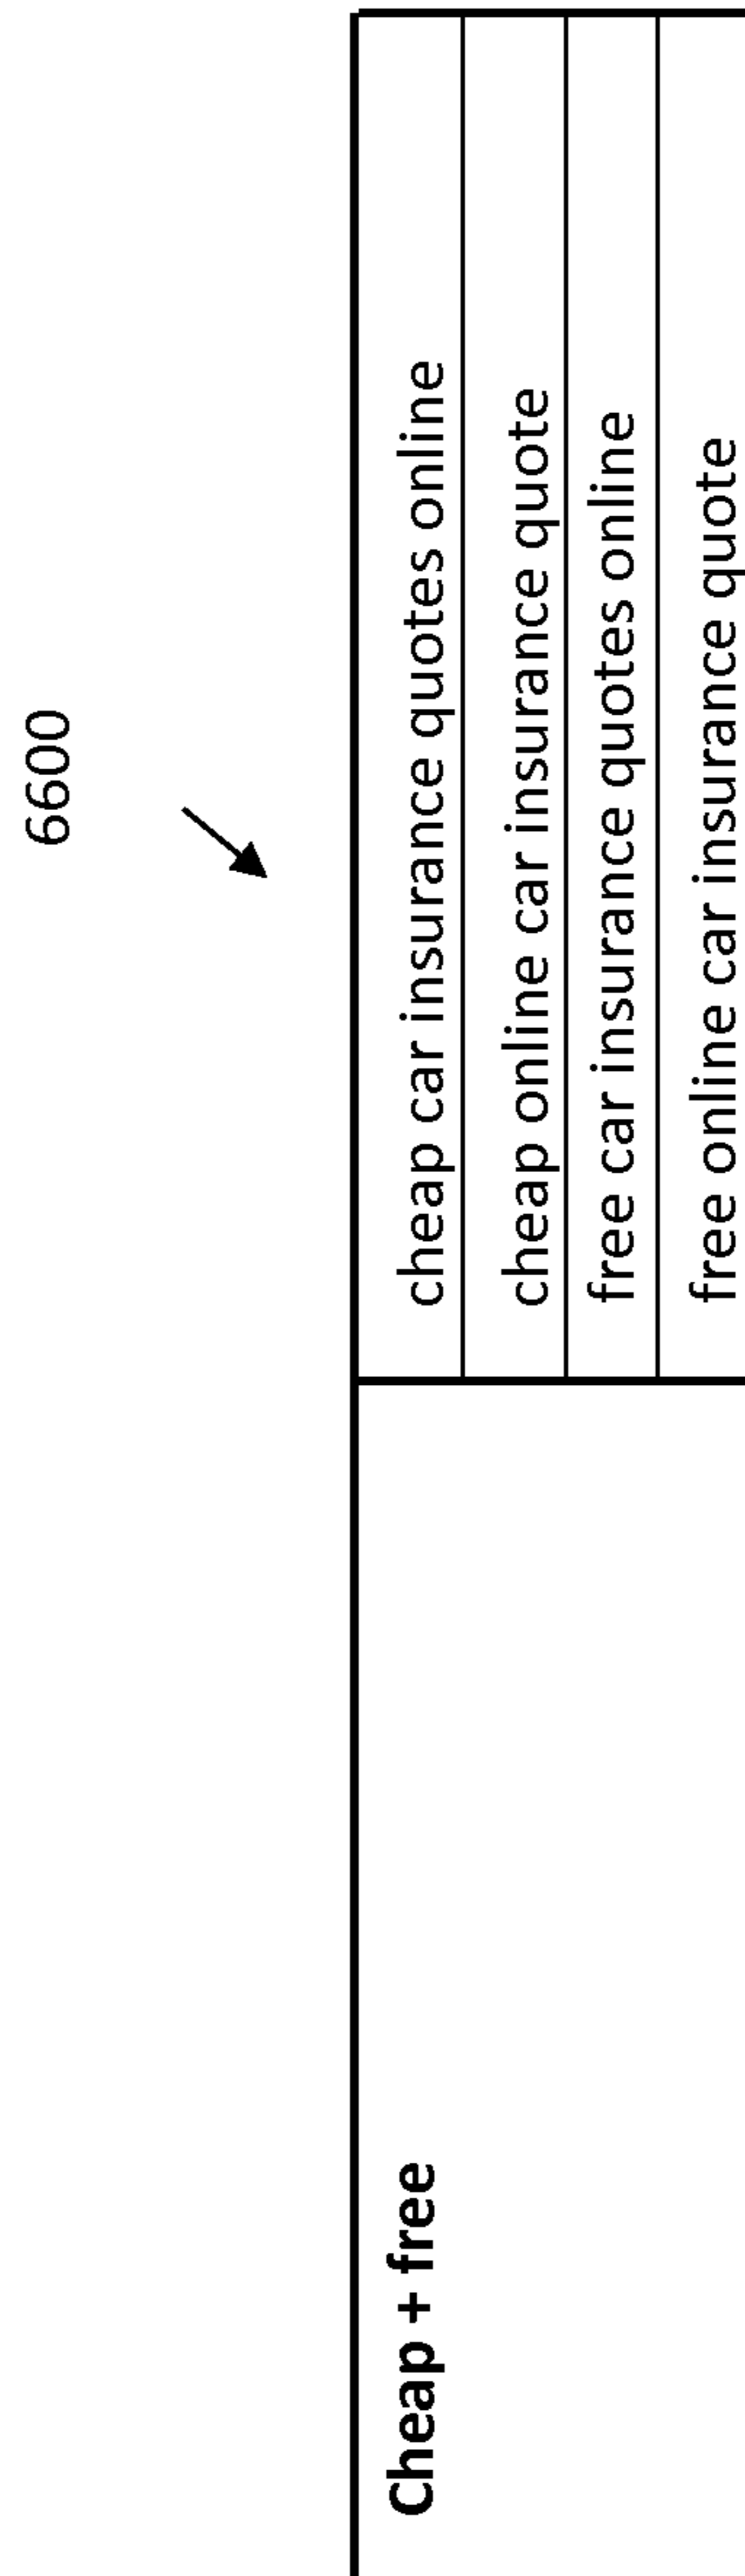 6600
Cheap + free
cheap car insurance quotes online
cheap online car insurance quote
free car insurance quotes online
free online car insurance quote